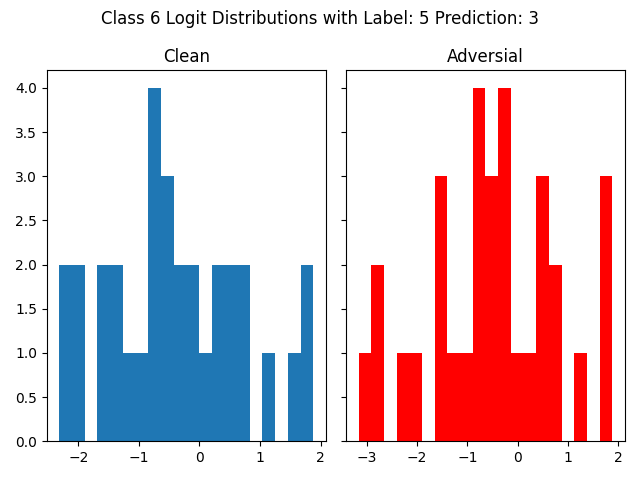 Class 6 Logit Distributions with Label: 5 Prediction: 3
Clean
Adversial
4.0
3.5
3.0
2.5
2.0
1.5
1.0
0.5
0.0
−2 −1 0 1 2
−3 −2 −1 0 1 2